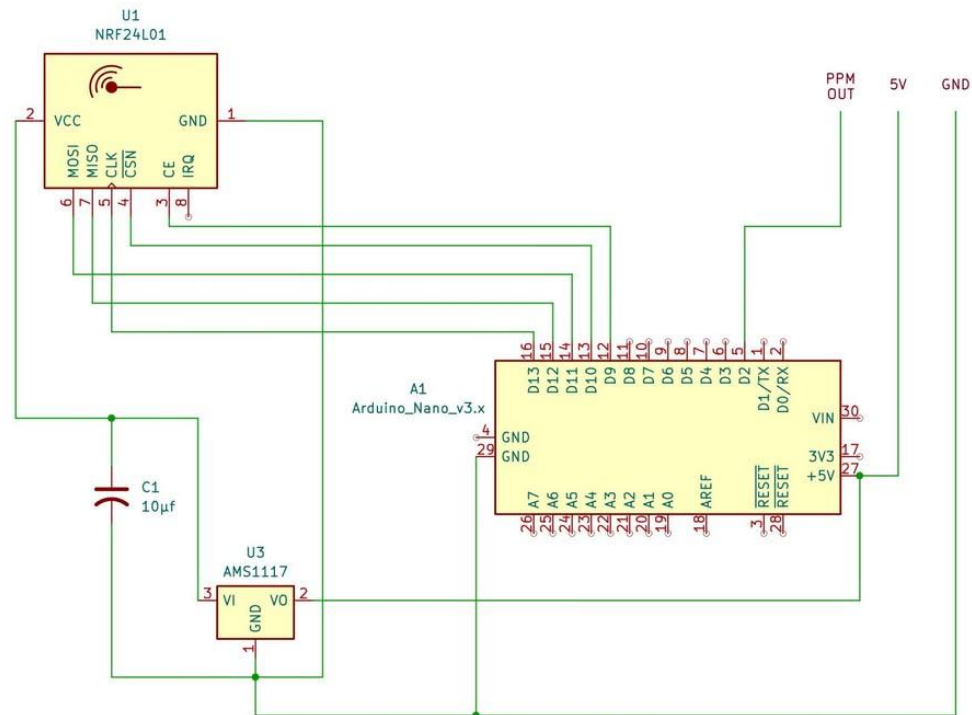 U1
NRF24L01
2
VCC
GND
1
MOSI
MISO
CLK
CSN
CE
IRQ
6
7
5
4
3
8
PPM
OUT
5V
GND
A1
Arduino_Nano_v3.x
16
15
14
13
12
11
10
9
8
7
6
5
1
2
D13
D12
D11
D10
D9
D8
D7
D6
D5
D4
D3
D2
D1/TX
D0/RX
4
GND
29
GND
VIN
30
3V3
17
+5V
27
A7
A6
A5
A4
A3
A2
A1
A0
AREF
RESET
RESET
26
25
24
23
22
21
20
19
18
3
28
C1
10µf
U3
AMS1117
3
VI
VO
2
GND
1